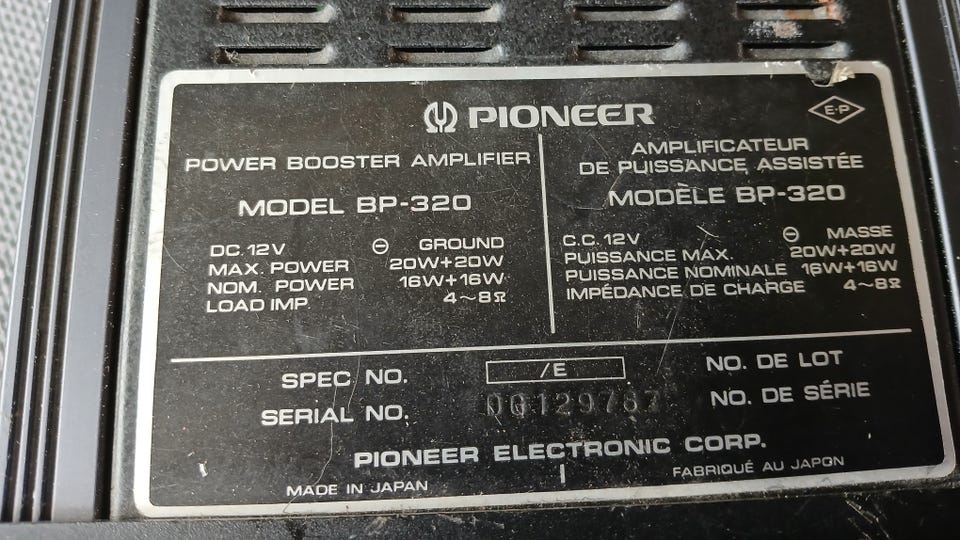 PIONEER
E-P
POWER BOOSTER AMPLIFIER
MODEL BP-320
DC. 12V ⊖ GROUND
MAX. POWER 20W+20W
NOM. POWER 16W+16W
LOAD IMP. 4~8Ω
AMPLIFICATEUR
DE PUISSANCE ASSISTÉE
MODÈLE BP-320
C.C. 12V ⊖ MASSE
PUISSANCE MAX. 20W+20W
PUISSANCE NOMINALE 16W+16W
IMPÉDANCE DE CHARGE 4~8Ω
SPEC NO. /E NO. DE LOT
SERIAL NO. NO. DE SÉRIE
PIONEER ELECTRONIC CORP.
MADE IN JAPAN FABRIQUÉ AU JAPON